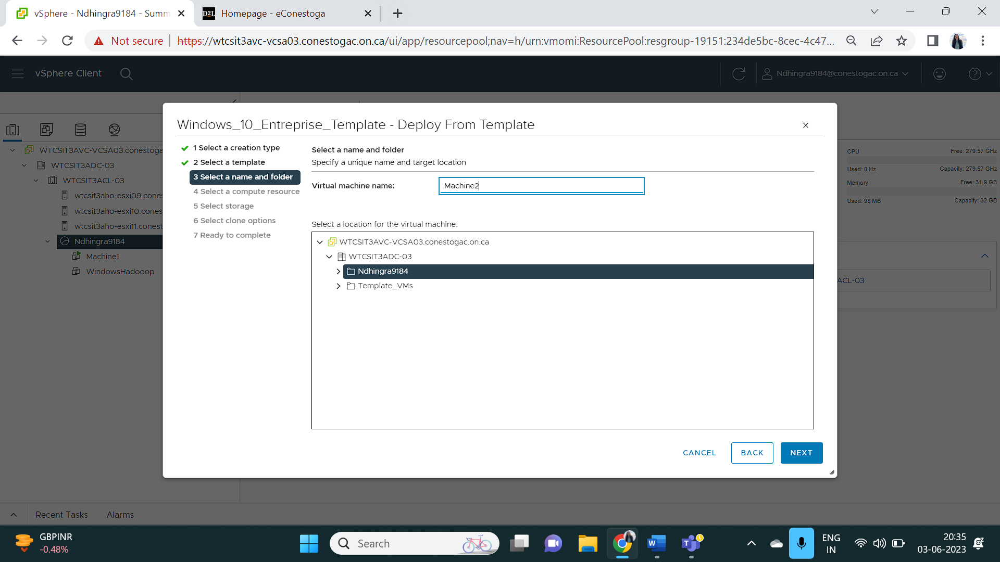 vSphere - Ndhingra9184 - Summ
D2L Homepage - eConestoga
Not secure https://wtcsit3avc-vcsa03.conestogac.on.ca/ui/app/resourcepool;nav=h/urn:vmomi:ResourcePool:resgroup-19151:234de5bc-8cec-4c47...
vSphere Client
Ndhingra9184@conestogac.on.ca
WTCSIT3AVC-VCSA03.conestoga
WTCSIT3ADC-03
WTCSIT3ACL-03
wtcsit3aho-esxi09.cones
wtcsit3aho-esxi10.cones
wtcsit3aho-esxi11.conest
Ndhingra9184
Machine1
WindowsHadooop
Windows_10_Entreprise_Template - Deploy From Template
1 Select a creation type
2 Select a template
3 Select a name and folder
4 Select a compute resource
5 Select storage
6 Select clone options
7 Ready to complete
Select a name and folder
Specify a unique name and target location
Virtual machine name: Machine2
Select a location for the virtual machine.
WTCSIT3AVC-VCSA03.conestogac.on.ca
WTCSIT3ADC-03
Ndhingra9184
Template_VMs
CANCEL BACK NEXT
CPU Free: 279.57 GHz
Used: 0 Hz Capacity: 279.57 GHz
Memory Free: 31.9 GB
Used: 98 MB Capacity: 32 GB
ACL-03
Recent Tasks Alarms
GBPINR
-0.48%
Search
ENG
IN
20:35
03-06-2023